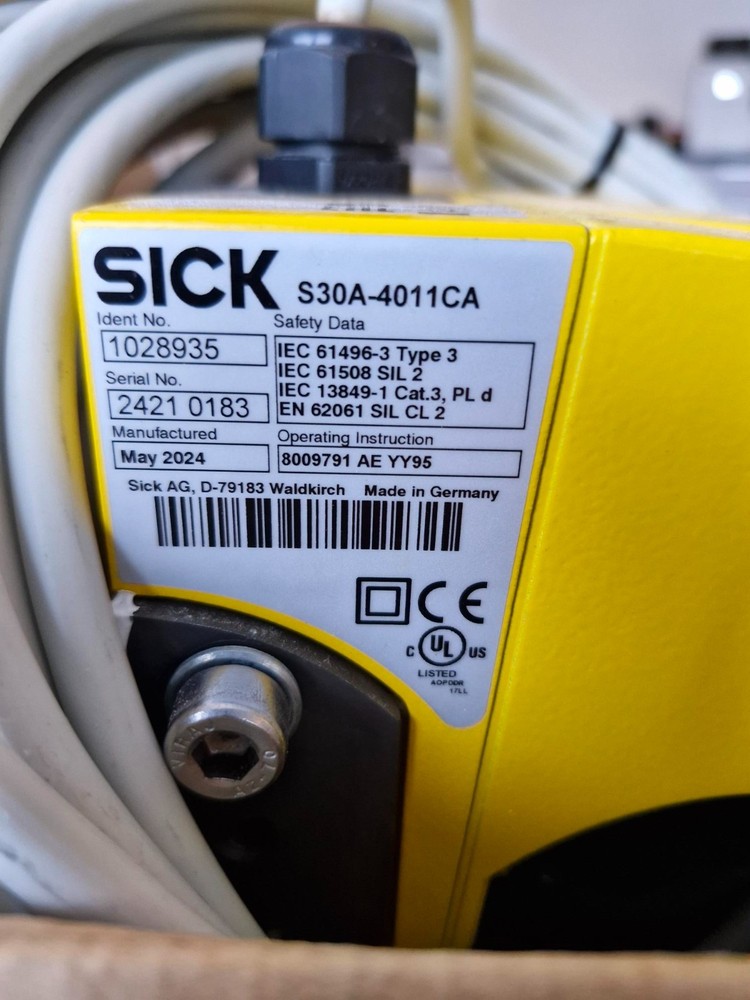 SICK S30A-4011CA
Ident No.
1028935
Serial No.
2421 0183
Manufactured
May 2024
Safety Data
IEC 61496-3 Type 3
IEC 61508 SIL 2
IEC 13849-1 Cat.3, PL d
EN 62061 SIL CL 2
Operating Instruction
8009791 AE YY95
Sick AG, D-79183 Waldkirch Made in Germany
CE
C UL US
LISTED
AOPDDR
17LL